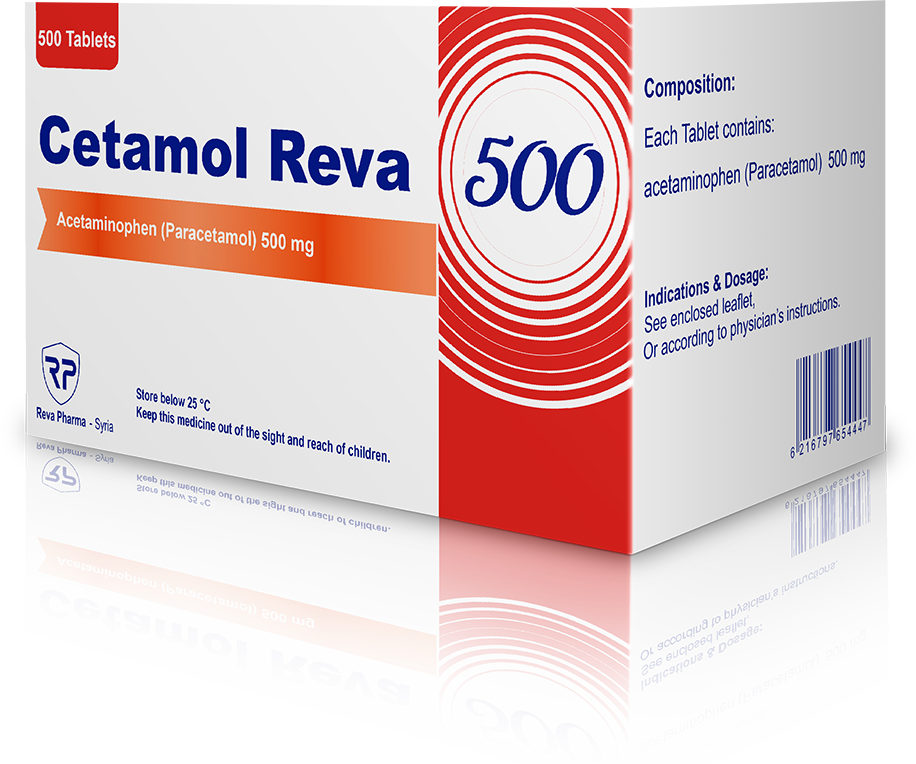 500 Tablets
Cetamol Reva
Acetaminophen (Paracetamol) 500 mg
RP
Reva Pharma - Syria
Store below 25 °C
Keep this medicine out of the sight and reach of children.
500
Composition:
Each Tablet contains:
acetaminophen (Paracetamol) 500 mg
Indications & Dosage:
See enclosed leaflet,
Or according to physician's instructions.
6 216797 654447